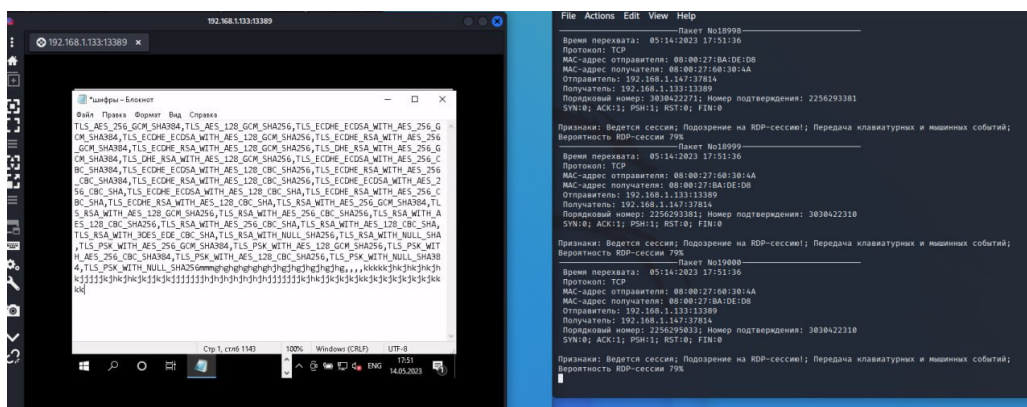 192.168.1.133:13389
192.168.1.133:13389 ×
*шифры – Блокнот
Файл Правка Формат Вид Справка
TLS_AES_256_GCM_SHA384,TLS_AES_128_GCM_SHA256,TLS_ECDHE_ECDSA_WITH_AES_256_G
CM_SHA384,TLS_ECDHE_ECDSA_WITH_AES_128_GCM_SHA256,TLS_ECDHE_RSA_WITH_AES_256
_GCM_SHA384,TLS_ECDHE_RSA_WITH_AES_128_GCM_SHA256,TLS_DHE_RSA_WITH_AES_256_G
CM_SHA384,TLS_DHE_RSA_WITH_AES_128_GCM_SHA256,TLS_ECDHE_ECDSA_WITH_AES_256_C
BC_SHA384,TLS_ECDHE_ECDSA_WITH_AES_128_CBC_SHA256,TLS_ECDHE_RSA_WITH_AES_256
_CBC_SHA384,TLS_ECDHE_RSA_WITH_AES_128_CBC_SHA256,TLS_ECDHE_ECDSA_WITH_AES_2
56_CBC_SHA,TLS_ECDHE_ECDSA_WITH_AES_128_CBC_SHA,TLS_ECDHE_RSA_WITH_AES_256_C
BC_SHA,TLS_ECDHE_RSA_WITH_AES_128_CBC_SHA,TLS_RSA_WITH_AES_256_GCM_SHA384,TL
S_RSA_WITH_AES_128_GCM_SHA256,TLS_RSA_WITH_AES_256_CBC_SHA256,TLS_RSA_WITH_A
ES_128_CBC_SHA256,TLS_RSA_WITH_AES_256_CBC_SHA,TLS_RSA_WITH_AES_128_CBC_SHA,
TLS_RSA_WITH_3DES_EDE_CBC_SHA,TLS_RSA_WITH_NULL_SHA256,TLS_RSA_WITH_NULL_SHA
,TLS_PSK_WITH_AES_256_GCM_SHA384,TLS_PSK_WITH_AES_128_GCM_SHA256,TLS_PSK_WIT
H_AES_256_CBC_SHA384,TLS_PSK_WITH_AES_128_CBC_SHA256,TLS_PSK_WITH_NULL_SHA38
Стр 1, стлб 1143 100% Windows (CRLF) UTF-8
ENG 17:51
14.05.2023
File Actions Edit View Help
Пакет No18998
Время перехвата: 05:14:2023 17:51:36
Протокол: TCP
MAC-адрес отправителя: 08:00:27:BA:DE:D8
MAC-адрес получателя: 08:00:27:60:30:4A
Отправитель: 192.168.1.147:37814
Получатель: 192.168.1.133:13389
Порядковый номер: 3030422271; Номер подтверждения: 2256293381
SYN:0; ACK:1; PSH:1; RST:0; FIN:0
Признаки: Ведется сессия; Подозрение на RDP-сессию!; Передача клавиатурных и мышинных событий;
Вероятность RDP-сессии 79%
Пакет No18999
Время перехвата: 05:14:2023 17:51:36
Протокол: TCP
MAC-адрес отправителя: 08:00:27:60:30:4A
MAC-адрес получателя: 08:00:27:BA:DE:D8
Отправитель: 192.168.1.133:13389
Получатель: 192.168.1.147:37814
Порядковый номер: 2256293381; Номер подтверждения: 3030422310
SYN:0; ACK:1; PSH:1; RST:0; FIN:0
Признаки: Ведется сессия; Подозрение на RDP-сессию!; Передача клавиатурных и мышинных событий;
Вероятность RDP-сессии 79%
Пакет No19000
Время перехвата: 05:14:2023 17:51:36
Протокол: TCP
MAC-адрес отправителя: 08:00:27:60:30:4A
MAC-адрес получателя: 08:00:27:BA:DE:D8
Отправитель: 192.168.1.133:13389
Получатель: 192.168.1.147:37814
Порядковый номер: 2256295033; Номер подтверждения: 3030422310
SYN:0; ACK:1; PSH:1; RST:0; FIN:0
Признаки: Ведется сессия; Подозрение на RDP-сессию!; Передача клавиатурных и мышинных событий;
Вероятность RDP-сессии 79%